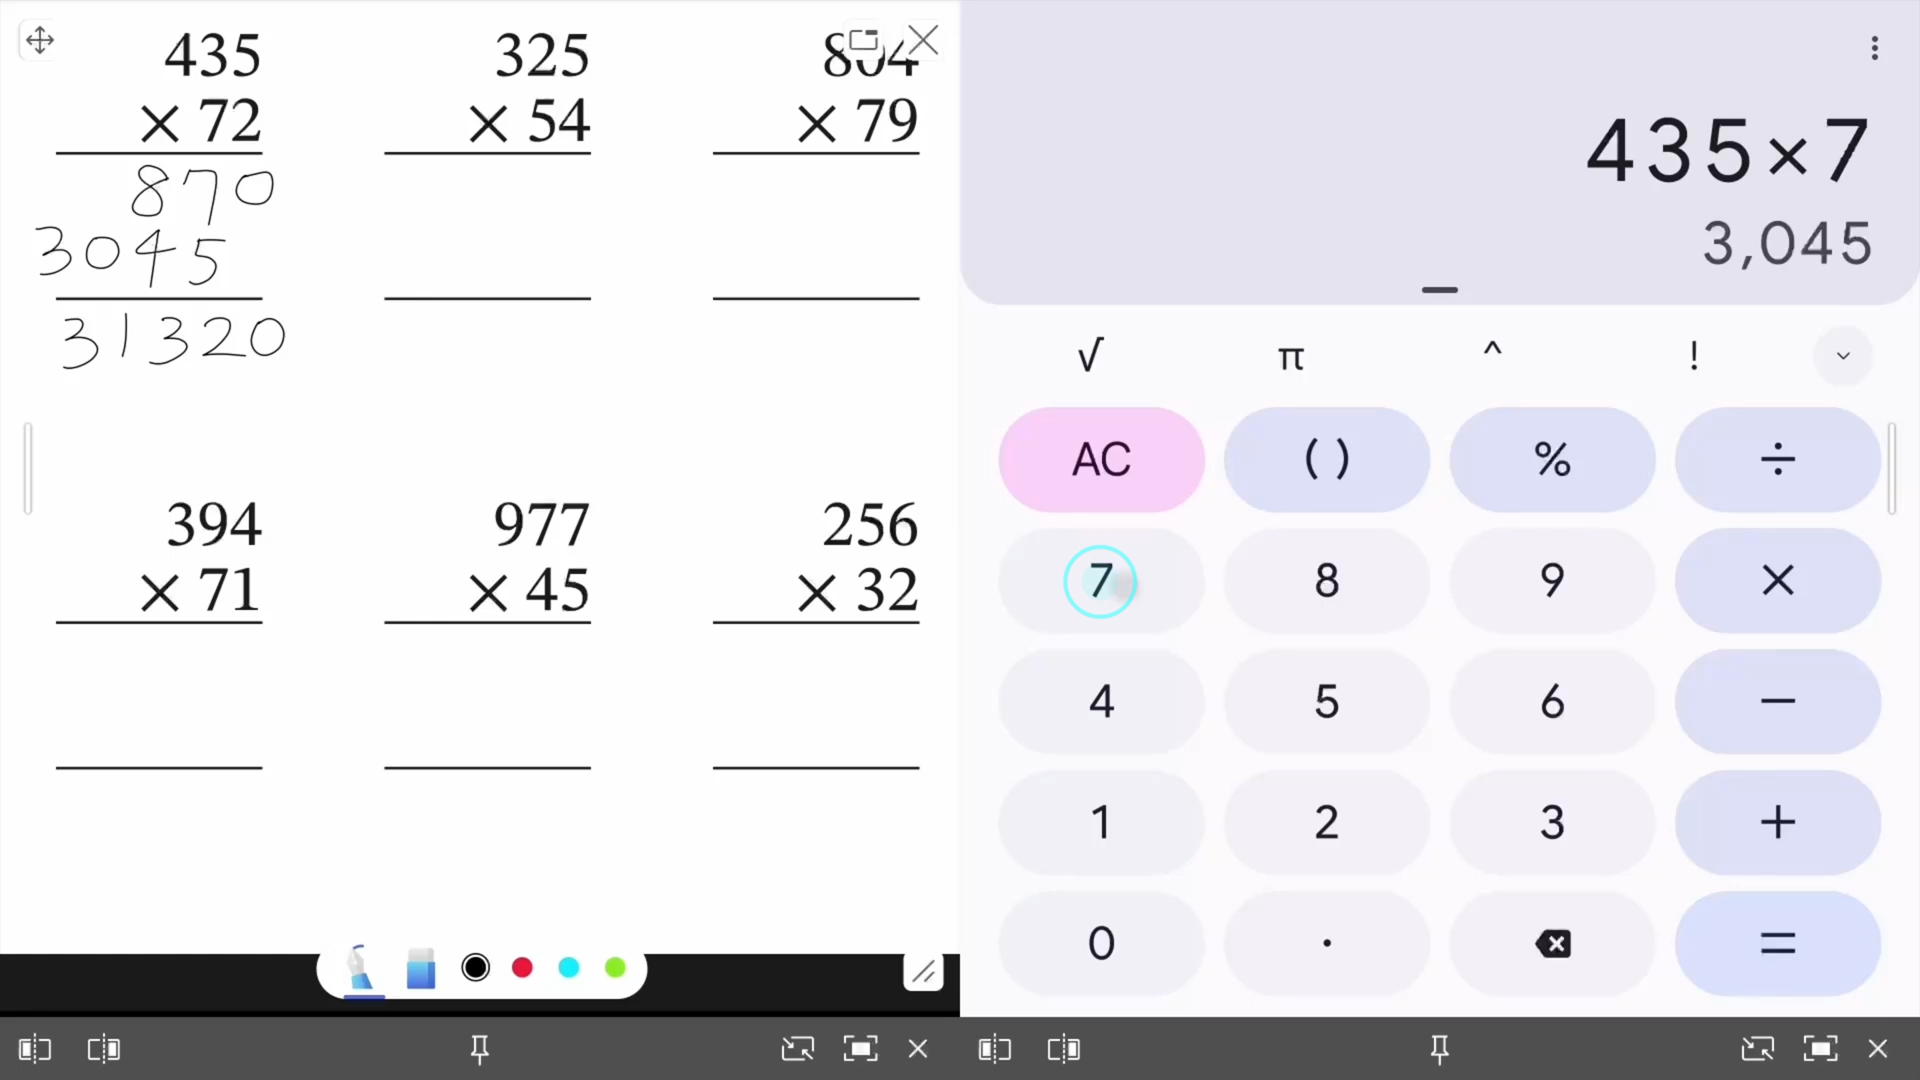 435
× 72
870
3045
31320
325
× 54
804
× 79
394
× 71
977
× 45
256
× 32
435×7
3,045
√ π ^ !
AC ( ) % ÷
7 8 9 ×
4 5 6 −
1 2 3 +
0 . =